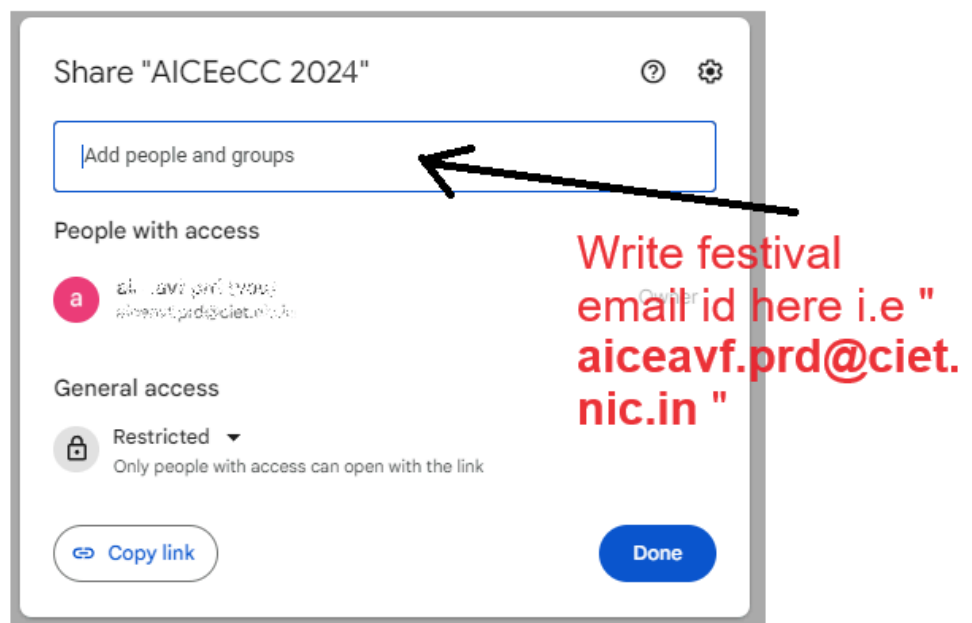 Share "AICEeCC 2024"
Add people and groups
People with access
a
Owner
Write festival
email id here i.e "
aiceavf.prd@ciet.
nic.in "
General access
Restricted
Only people with access can open with the link
Copy link
Done